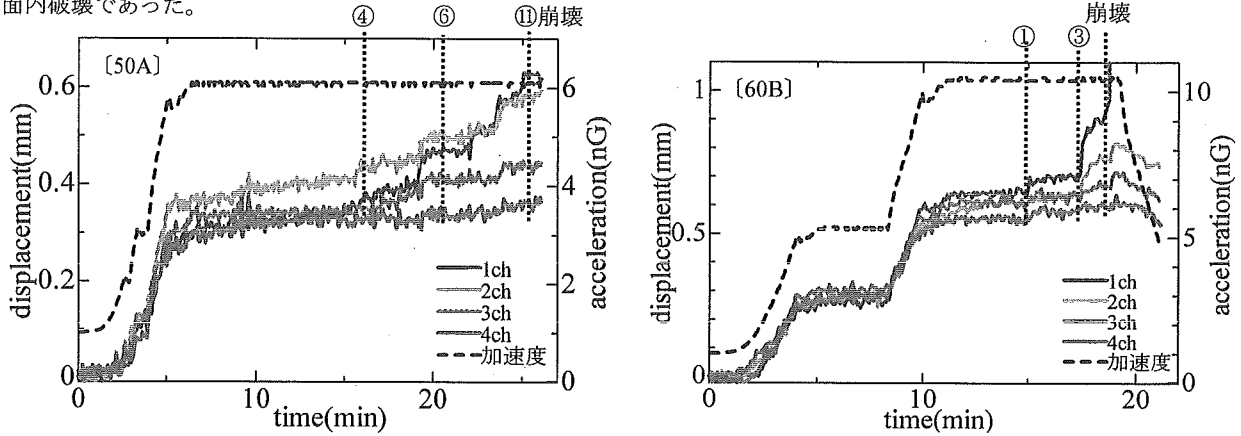 面内破壊であった。
④ ⑥ ⑪崩壊
〔50A〕
0.6
0.4
0.2
0
displacement(mm)
6
4
2
0
acceleration(nG)
1ch
2ch
3ch
4ch
加速度
0 10 20
time(min)
崩壊
① ③
〔60B〕
1
0.5
0
displacement(mm)
10
5
0
acceleration(nG)
1ch
2ch
3ch
4ch
加速度
0 10 20
time(min)